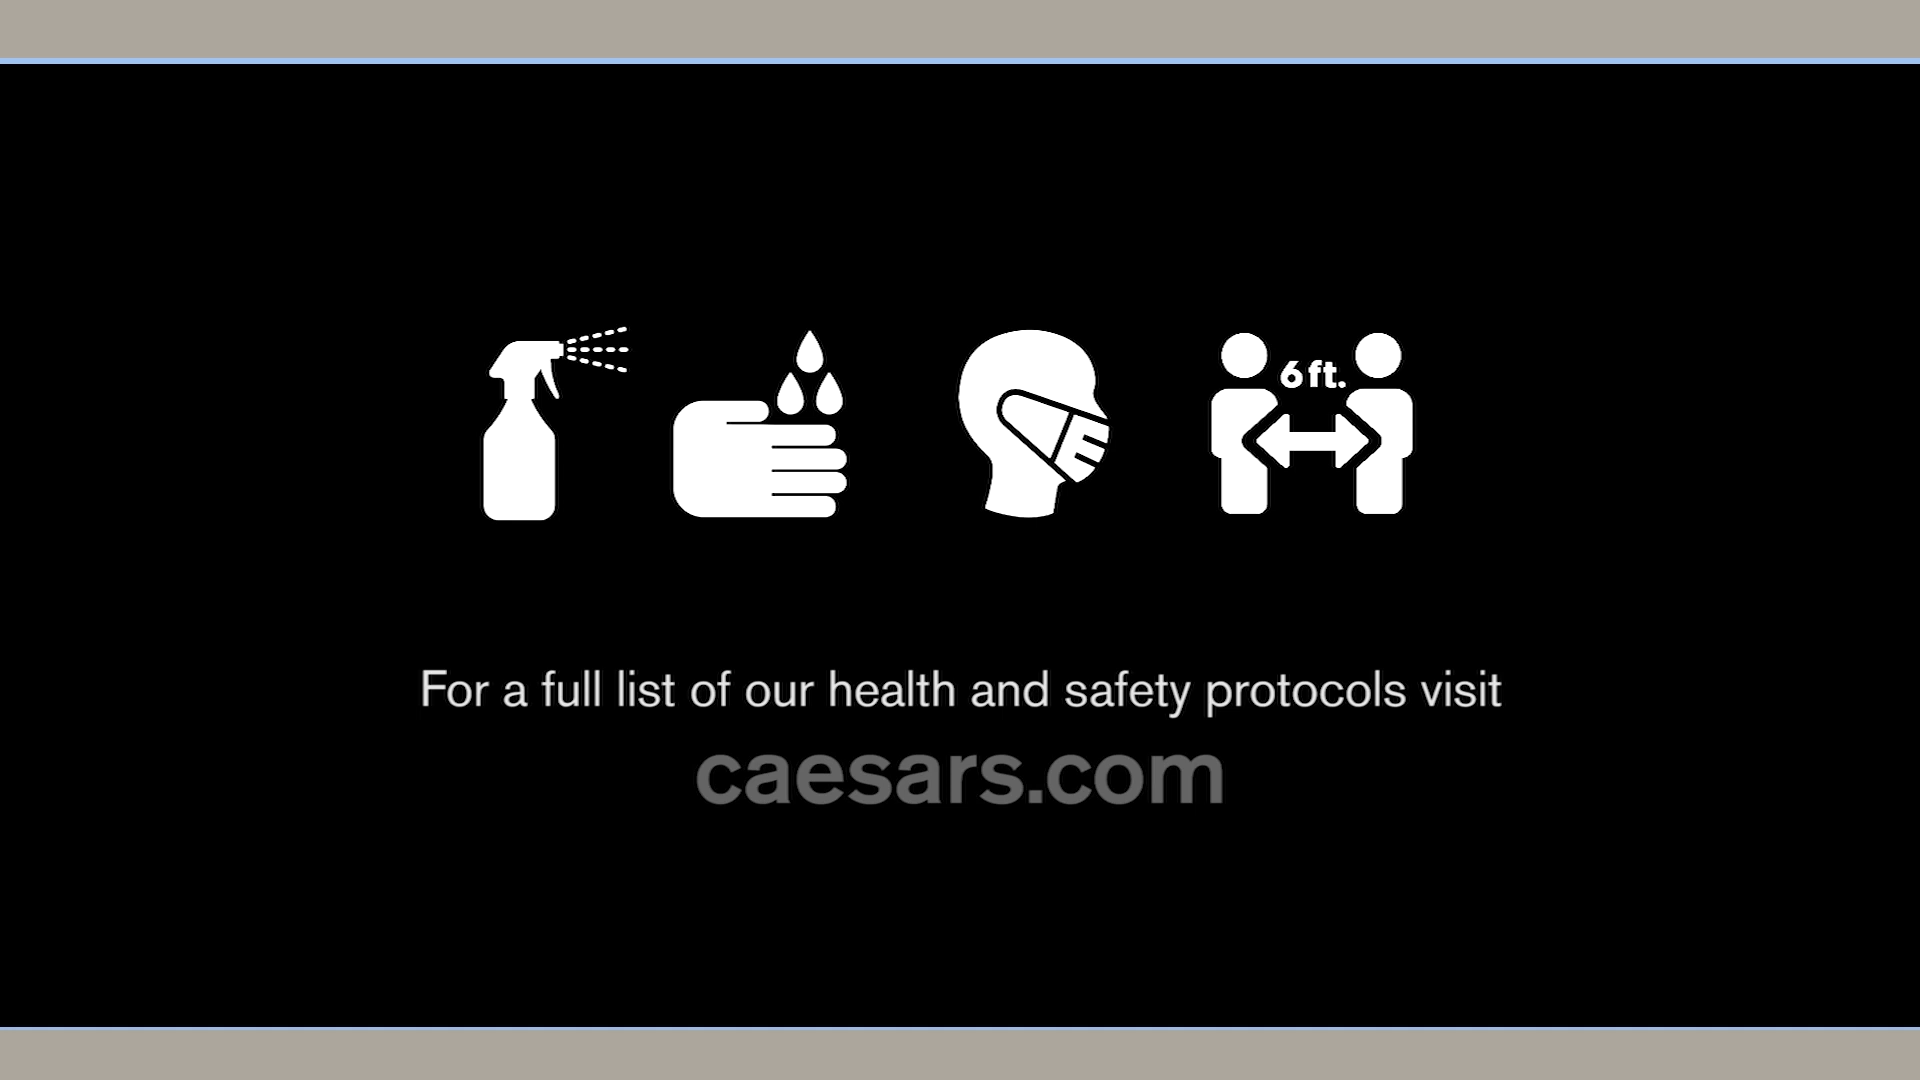 6 ft.
For a full list of our health and safety protocols visit
caesars.com